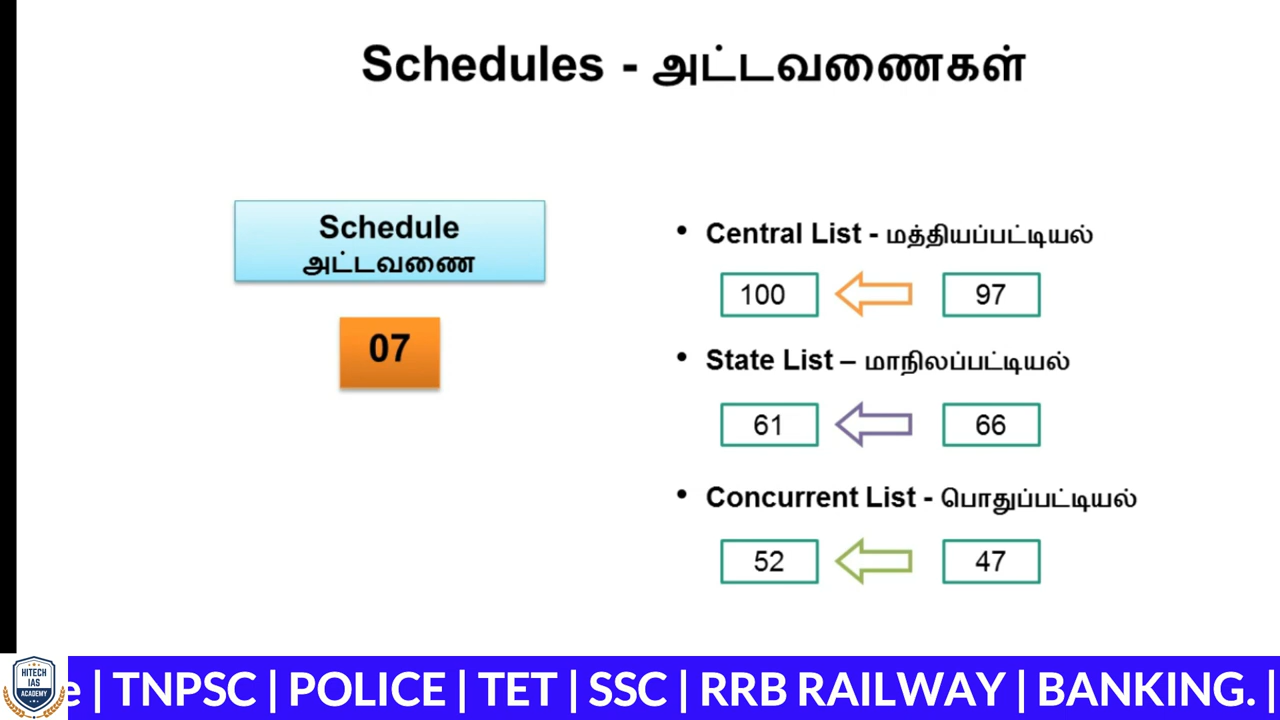 Schedules - அட்டவணைகள்
Schedule
அட்டவணை
07
• Central List - மத்தியப்பட்டியல்
100 97
• State List – மாநிலப்பட்டியல்
61 66
• Concurrent List - பொதுப்பட்டியல்
52 47
HITECH
IAS
ACADEMY
e | TNPSC | POLICE | TET | SSC | RRB RAILWAY | BANKING. |